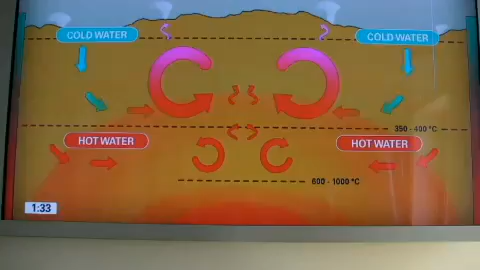 COLD WATER
COLD WATER
350 - 400 °C
HOT WATER
HOT WATER
600 - 1000 °C
1:33